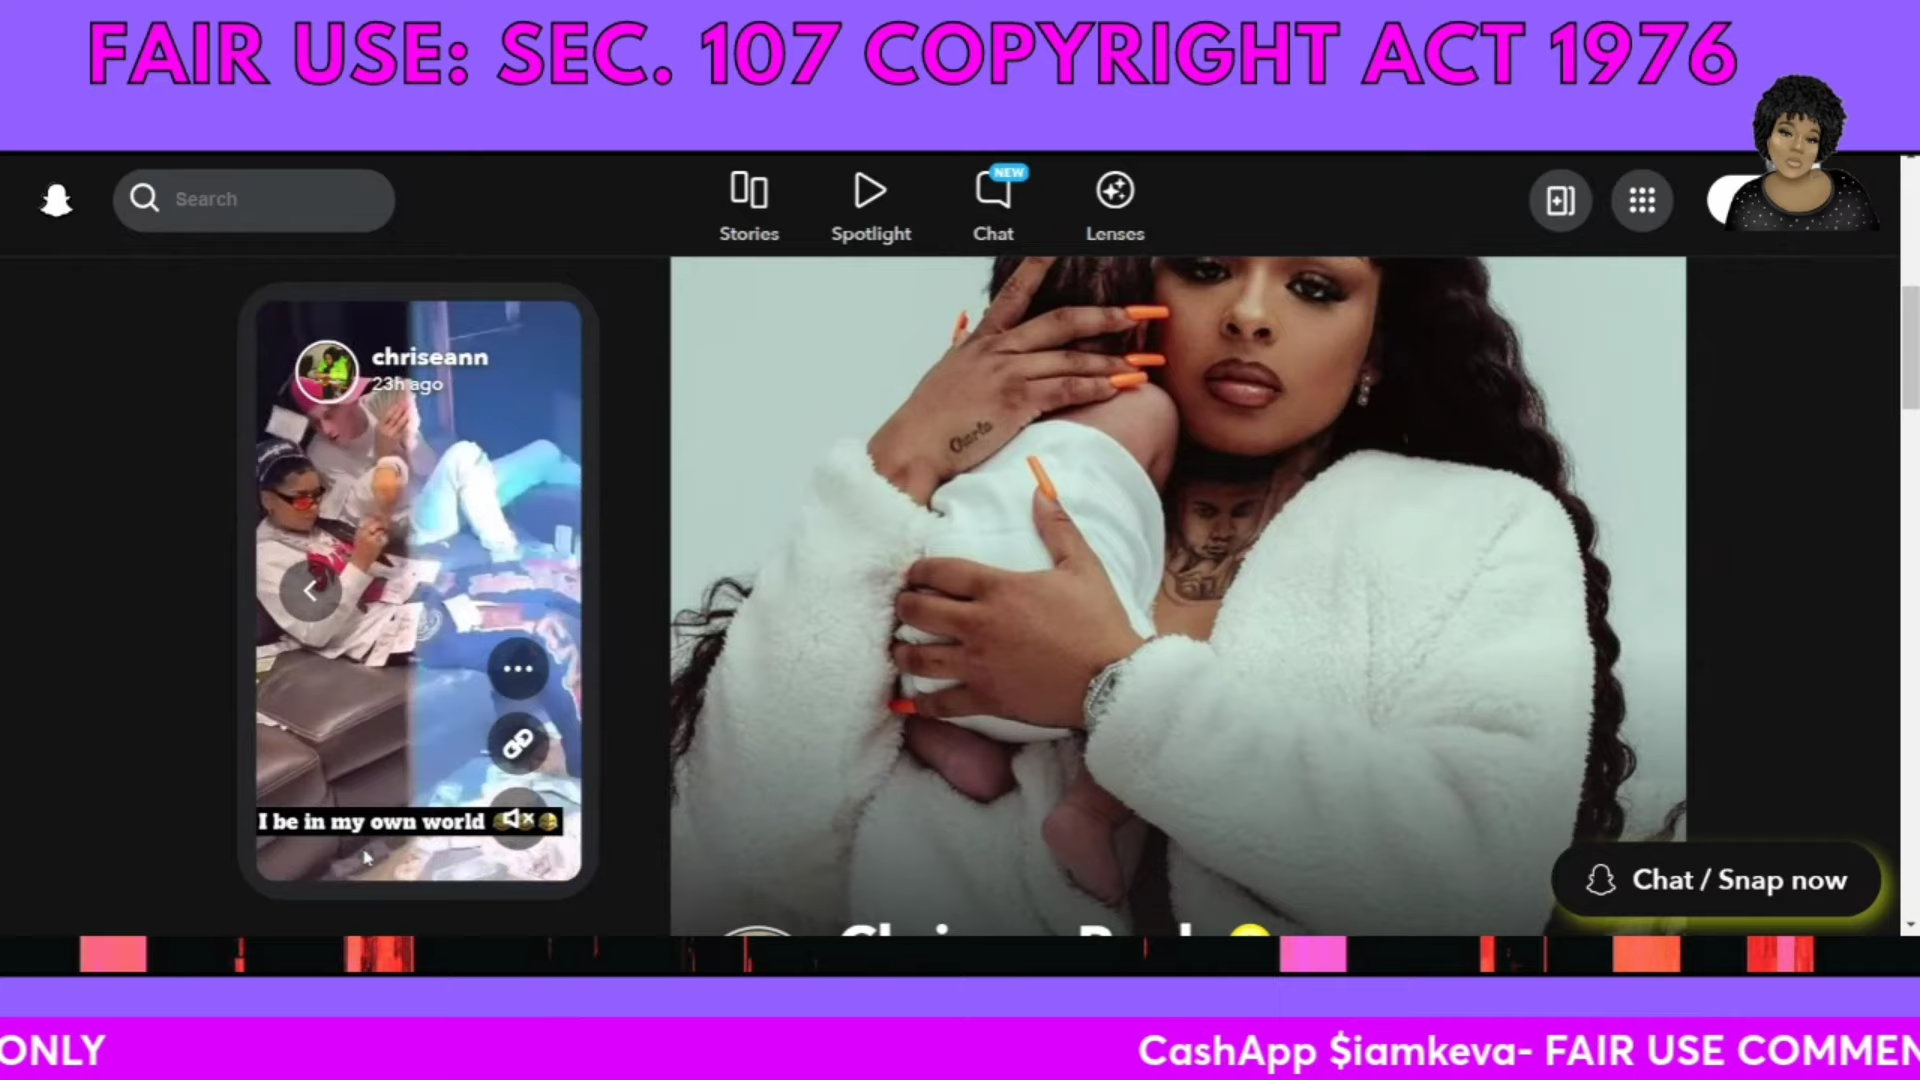 FAIR USE: SEC. 107 COPYRIGHT ACT 1976
Search
Stories
Spotlight
NEW
Chat
Lenses
chriseann
23h ago
Charla
I be in my own world
Chat / Snap now
ONLY
CashApp $iamkeva- FAIR USE COMMEN